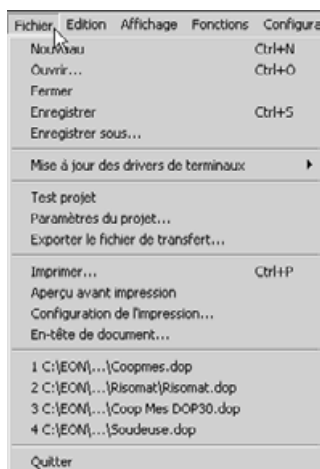 Fichier Edition Affichage Fonctions Configura
Nouveau Ctrl+N
Ouvrir... Ctrl+O
Fermer
Enregistrer Ctrl+S
Enregistrer sous...
Mise à jour des drivers de terminaux
Test projet
Paramètres du projet...
Exporter le fichier de transfert...
Imprimer... Ctrl+P
Aperçu avant impression
Configuration de l'impression...
En-tête de document...
1 C:\EON\...\Coopmes.dop
2 C:\EON\...\Risomat\Risomat.dop
3 C:\EON\...\Coop Mes DOP30.dop
4 C:\EON\...\Soudeuse.dop
Quitter